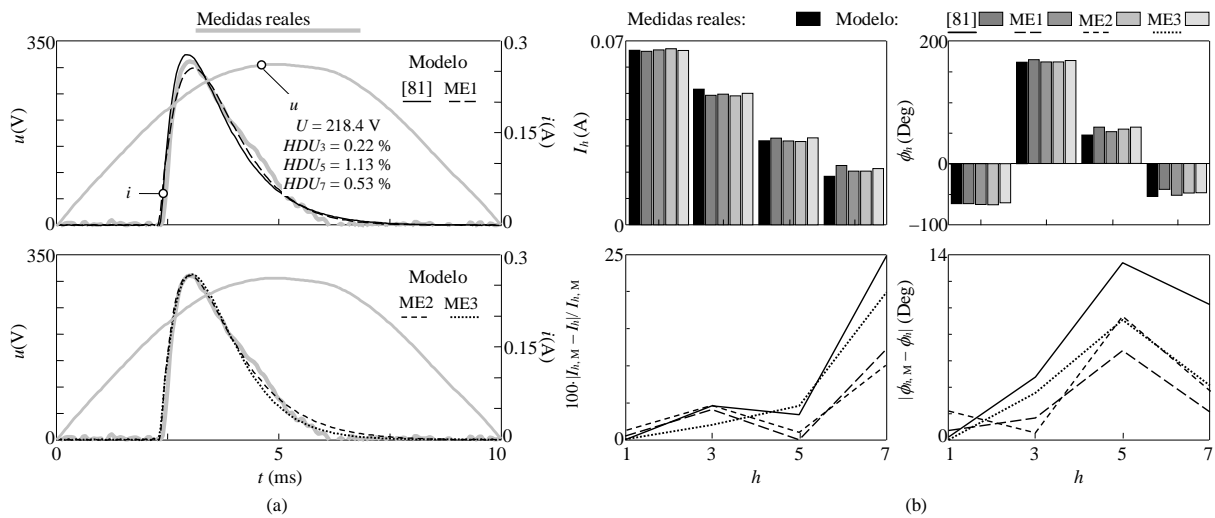 Medidas reales
350
u(V)
0
0.3
0.15
0
i(A)
Modelo
[81] ME1
u
U = 218.4 V
HDU3 = 0.22 %
HDU5 = 1.13 %
HDU7 = 0.53 %
i
350
u(V)
0
0.3
0.15
0
i(A)
Modelo
ME2 ME3
0 5 10
t (ms)
(a)
Medidas reales: Modelo: [81] ME1 ME2 ME3
0.07
Ih (A)
0
200
ϕh (Deg)
0
−100
25
100·|Ih, M − Ih|/ Ih, M
0
1 3 5 7
h
14
|ϕh, M − ϕh| (Deg)
0
1 3 5 7
h
(b)